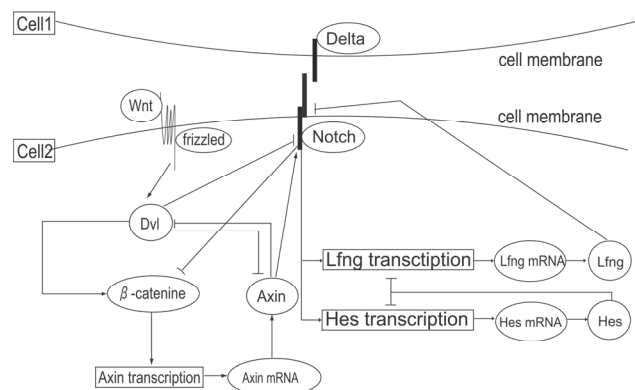 Cell1
Delta
cell membrane
Wnt
cell membrane
frizzled
Notch
Cell2
Dvl
Lfng transctiption
Lfng mRNA
Lfng
β-catenine
Axin
Hes transcription
Hes mRNA
Hes
Axin transcription
Axin mRNA